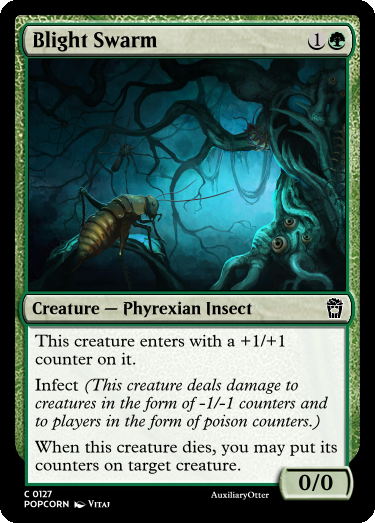 Blight Swarm 1
Creature — Phyrexian Insect
This creature enters with a +1/+1
counter on it.
Infect (This creature deals damage to
creatures in the form of -1/-1 counters and
to players in the form of poison counters.)
When this creature dies, you may put its
counters on target creature.
0/0
C 0127
POPCORN Vitaj
AuxiliaryOtter